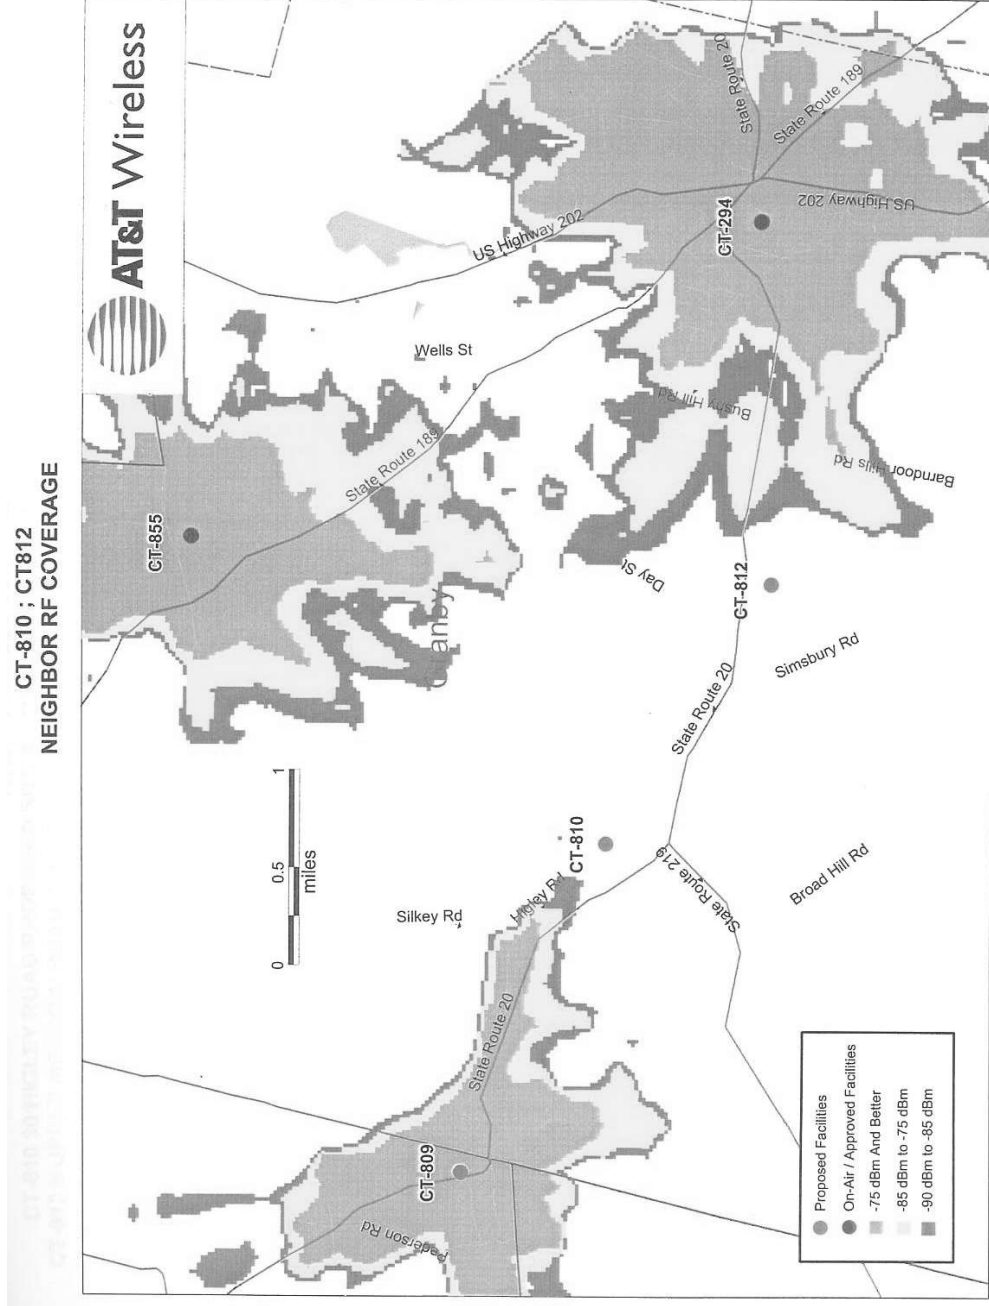 CT-810 ; CT812
NEIGHBOR RF COVERAGE
AT&T Wireless
CT-855
State Route 189
Wells St
US Highway 202
State Route 20
State Route 189
CT-294
US Highway 202
Granby
Bushy Hill Rd
Barndoor Hills Rd
Day St
CT-812
Simsbury Rd
State Route 20
0
0.5
1
miles
CT-810
Higley Rd
Silkey Rd
State Route 219
State Route
Broad Hill Rd
State Route 20
CT-809
Pederson Rd
Proposed Facilities
On-Air / Approved Facilities
-75 dBm And Better
-85 dBm to -75 dBm
-90 dBm to -85 dBm